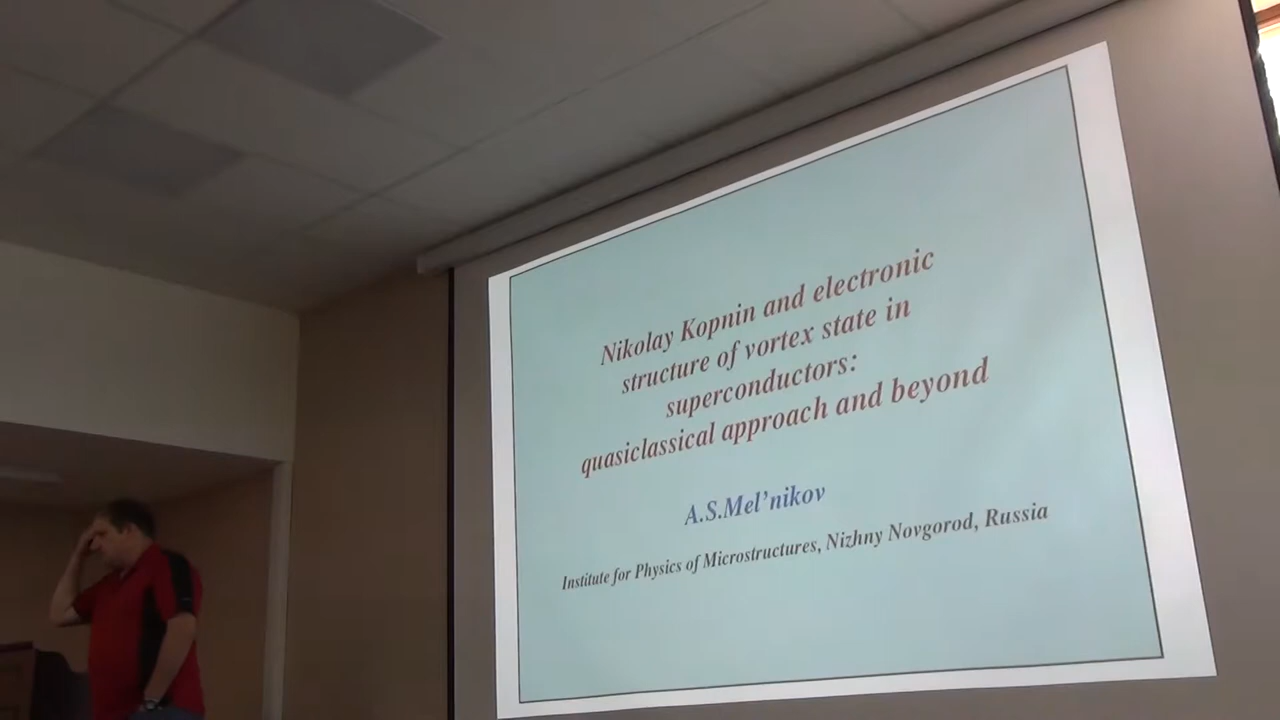 Nikolay Kopnin and electronic
structure of vortex state in
superconductors:
quasiclassical approach and beyond
A.S.Mel'nikov
Institute for Physics of Microstructures, Nizhny Novgorod, Russia